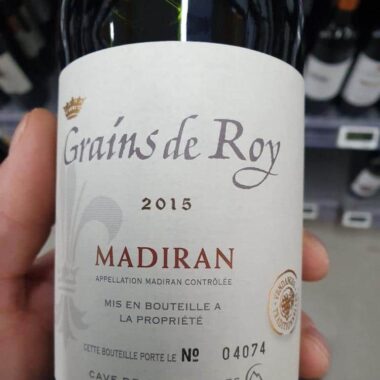 Grains de Roy
2015
MADIRAN
APPELLATION MADIRAN CONTRÔLÉE
MIS EN BOUTEILLE A
LA PROPRIÉTÉ
CETTE BOUTEILLE PORTE LE Nº 04074
CAVE